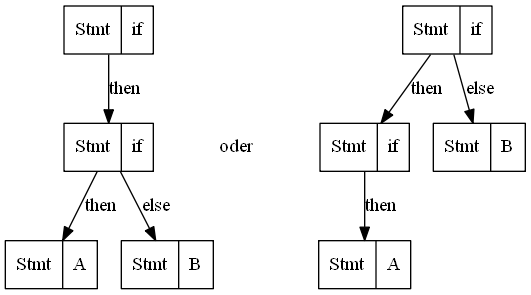 Stmt if
Stmt if
then
then
else
Stmt if
oder
Stmt if
Stmt B
then
else
then
Stmt A
Stmt B
Stmt A